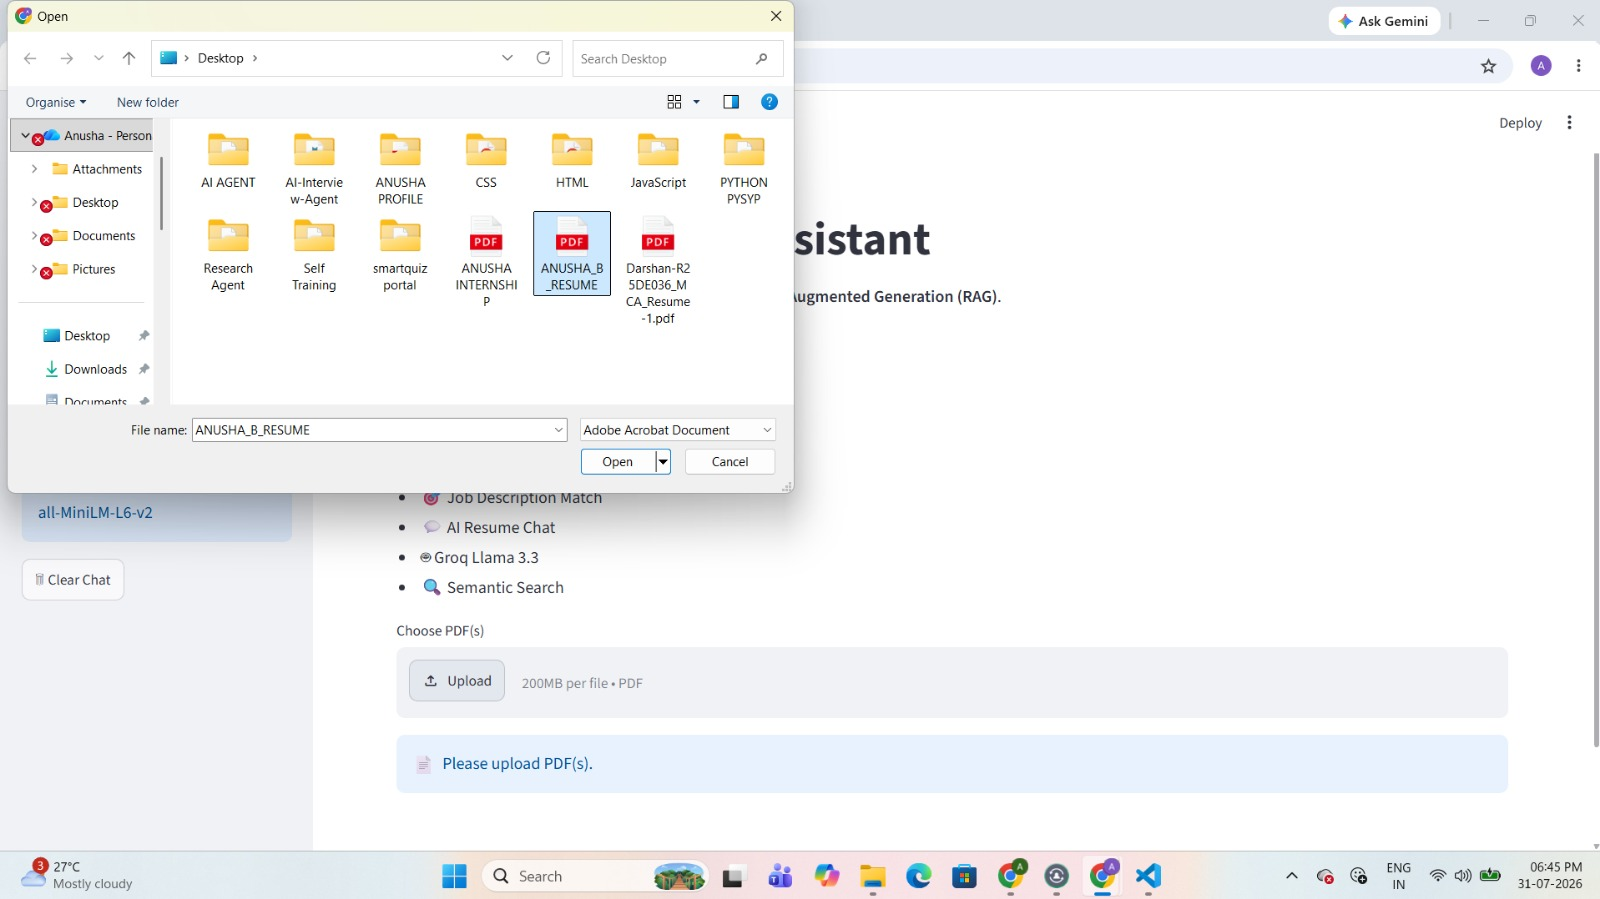 Open
Ask Gemini
Desktop
Search Desktop
A
Organise
New folder
Deploy
Anusha - Person
Attachments
Desktop
Documents
Pictures
Desktop
Downloads
Documents
AI AGENT
AI-Intervie
w-Agent
ANUSHA
PROFILE
CSS
HTML
JavaScript
PYTHON
PYSYP
Research
Agent
Self
Training
smartquiz
portal
PDF
ANUSHA
INTERNSHI
P
PDF
ANUSHA_B
_RESUME
PDF
Darshan-R2
5DE036_M
CA_Resume
-1.pdf
File name: ANUSHA_B_RESUME
Adobe Acrobat Document
Open
Cancel
sistant
Augmented Generation (RAG).
all-MiniLM-L6-v2
Clear Chat
Job Description Match
AI Resume Chat
Groq Llama 3.3
Semantic Search
Choose PDF(s)
Upload
200MB per file • PDF
Please upload PDF(s).
3
27°C
Mostly cloudy
Search
A
A
ENG
IN
06:45 PM
31-07-2026